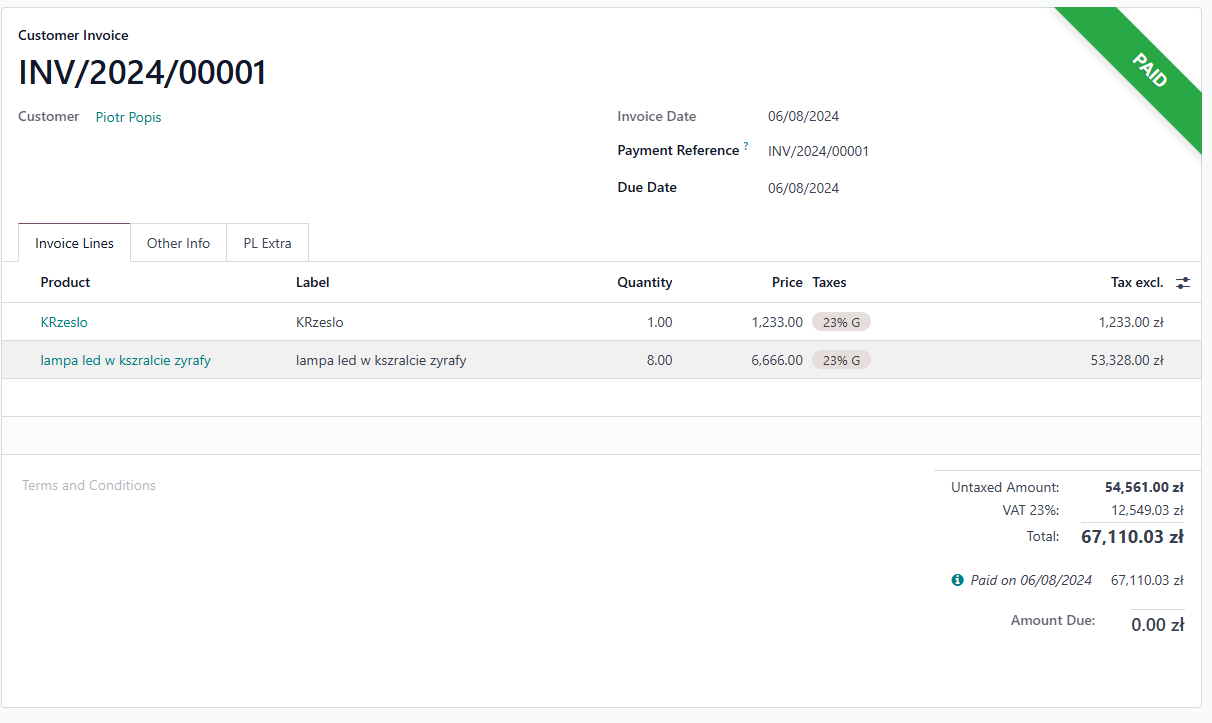 Customer Invoice
INV/2024/00001
PAID
Customer Piotr Popis
Invoice Date 06/08/2024
Payment Reference ? INV/2024/00001
Due Date 06/08/2024
Invoice Lines Other Info PL Extra
Product Label Quantity Price Taxes Tax excl.
KRzeslo KRzeslo 1.00 1,233.00 23% G 1,233.00 zł
lampa led w kszralcie zyrafy lampa led w kszralcie zyrafy 8.00 6,666.00 23% G 53,328.00 zł
Terms and Conditions
Untaxed Amount: 54,561.00 zł
VAT 23%: 12,549.03 zł
Total: 67,110.03 zł
Paid on 06/08/2024 67,110.03 zł
Amount Due: 0.00 zł